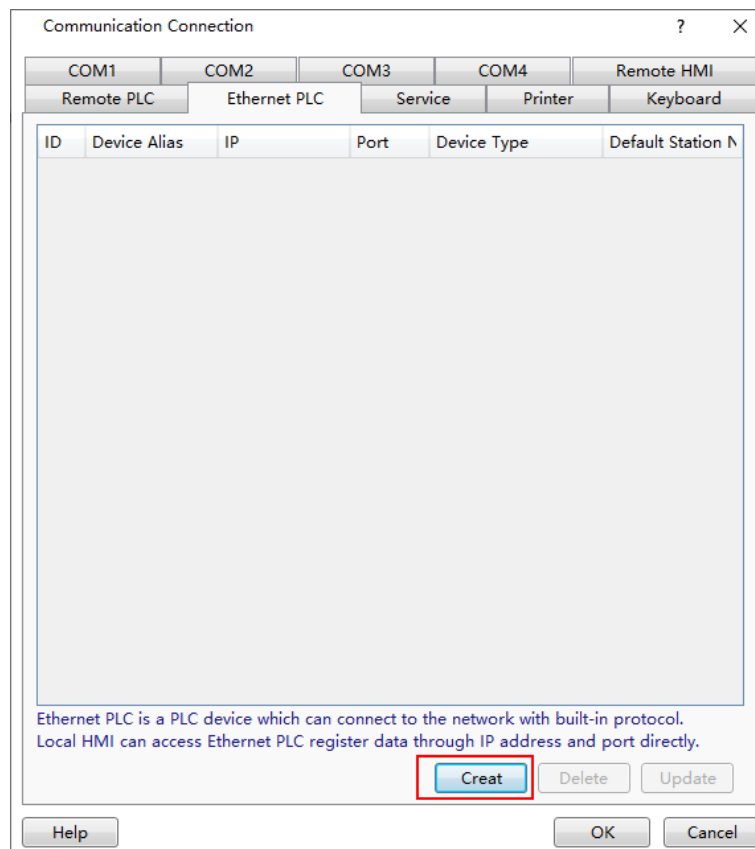 Communication Connection ? ✕
COM1 COM2 COM3 COM4 Remote HMI
Remote PLC Ethernet PLC Service Printer Keyboard
ID Device Alias IP Port Device Type Default Station N
Ethernet PLC is a PLC device which can connect to the network with built-in protocol.
Local HMI can access Ethernet PLC register data through IP address and port directly.
Creat Delete Update
Help OK Cancel